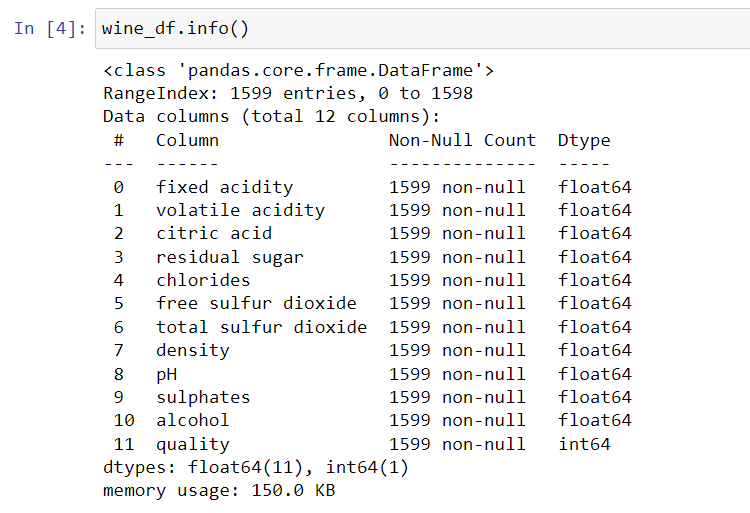 In [4]: wine_df.info()
<class 'pandas.core.frame.DataFrame'>
RangeIndex: 1599 entries, 0 to 1598
Data columns (total 12 columns):
 #   Column                Non-Null Count  Dtype
---  ------                --------------  -----
 0   fixed acidity         1599 non-null   float64
 1   volatile acidity      1599 non-null   float64
 2   citric acid           1599 non-null   float64
 3   residual sugar        1599 non-null   float64
 4   chlorides             1599 non-null   float64
 5   free sulfur dioxide   1599 non-null   float64
 6   total sulfur dioxide  1599 non-null   float64
 7   density               1599 non-null   float64
 8   pH                    1599 non-null   float64
 9   sulphates             1599 non-null   float64
 10  alcohol               1599 non-null   float64
 11  quality               1599 non-null   int64
dtypes: float64(11), int64(1)
memory usage: 150.0 KB